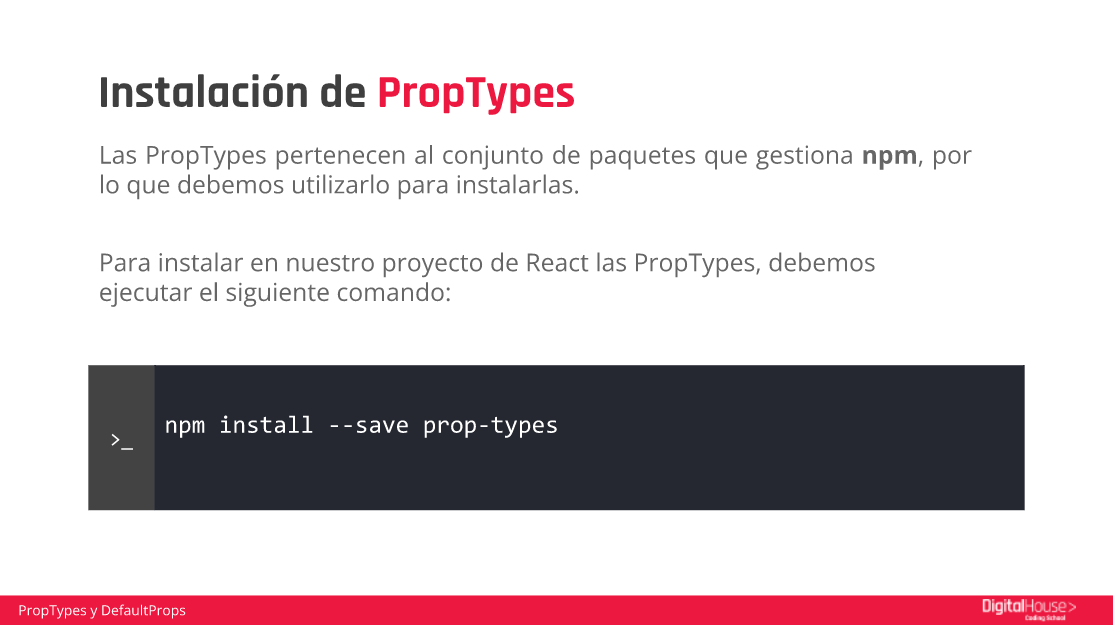 Instalación de PropTypes
Las PropTypes pertenecen al conjunto de paquetes que gestiona npm, por
lo que debemos utilizarlo para instalarlas.
Para instalar en nuestro proyecto de React las PropTypes, debemos
ejecutar el siguiente comando:
>_
npm install --save prop-types
PropTypes y DefaultProps
DigitalHouse>
Coding School